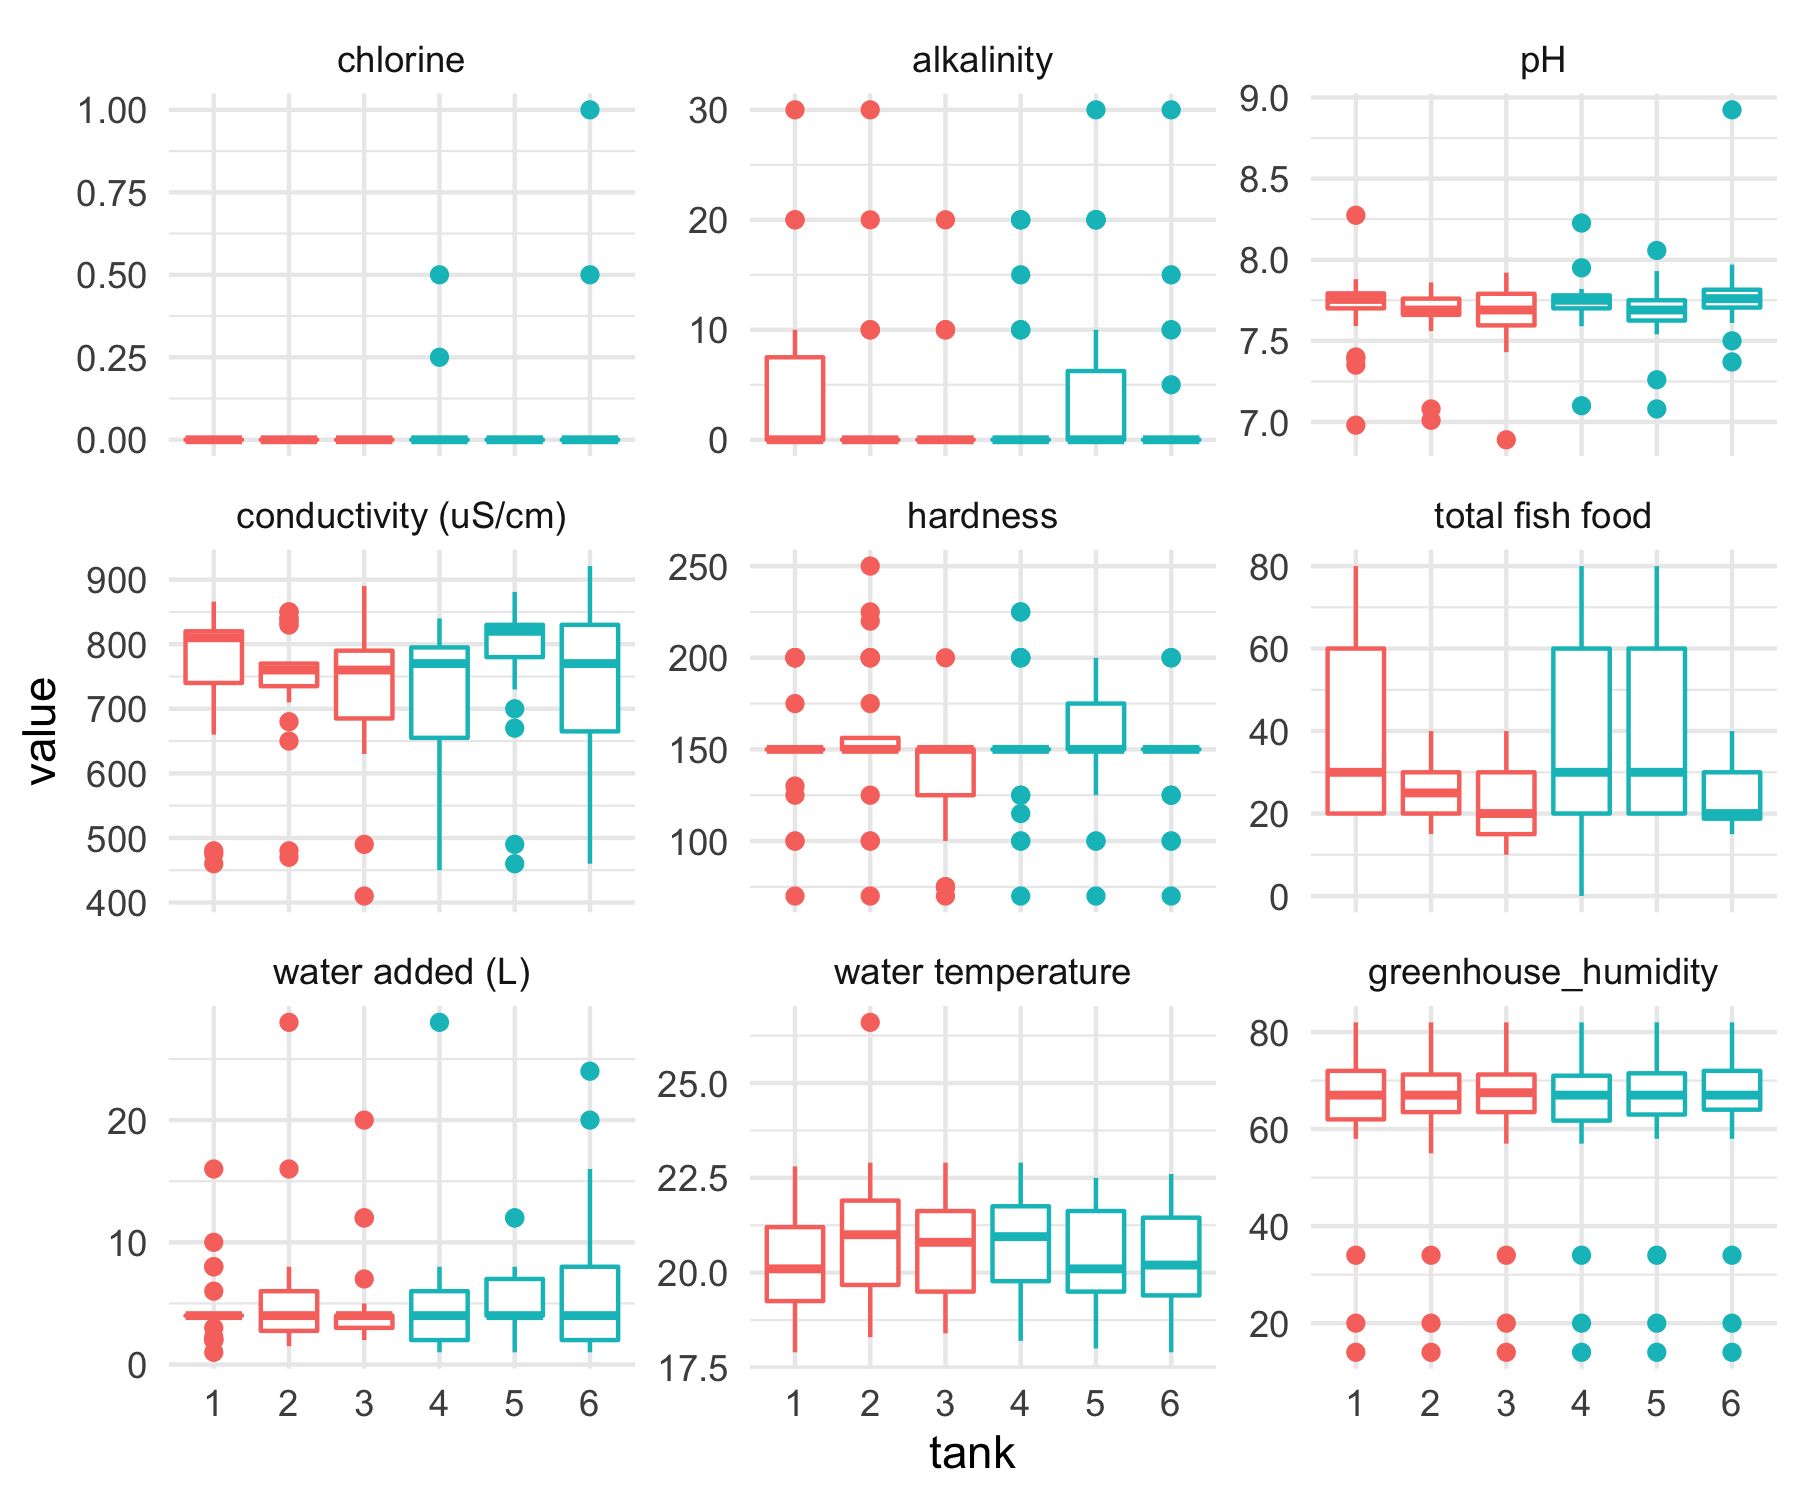 chlorine alkalinity pH
1.00 30 9.0
0.75 20 8.5
0.50 10 8.0
0.25 0 7.5
0.00 7.0
conductivity (uS/cm) hardness total fish food
900 250 80
800 200 60
700 150 40
600 100 20
500 0
400
value
water added (L) water temperature greenhouse_humidity
20 25.0 80
10 22.5 60
0 20.0 40
17.5 20
1 2 3 4 5 6 1 2 3 4 5 6 1 2 3 4 5 6
tank